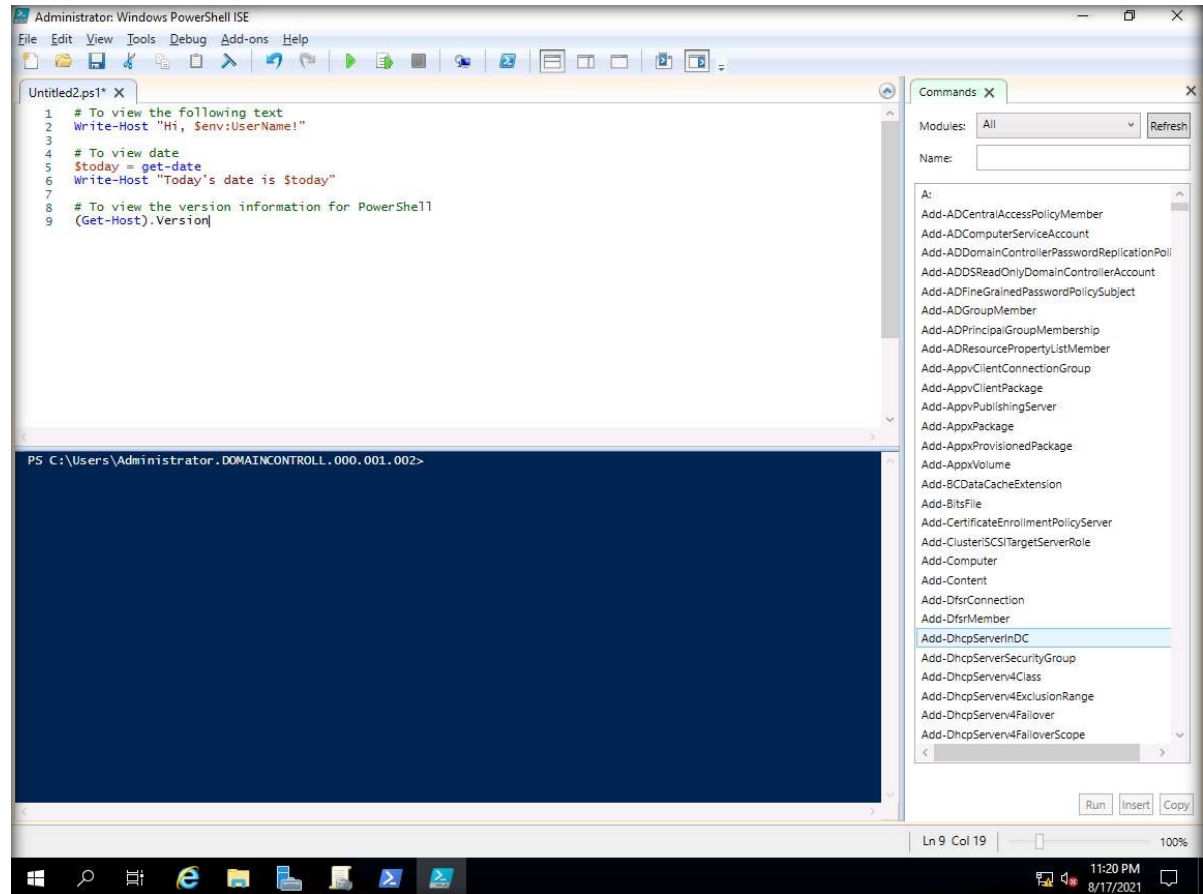 Administrator: Windows PowerShell ISE
File Edit View Tools Debug Add-ons Help
Untitled2.ps1* X
1 # To view the following text
2 Write-Host "Hi, $env:UserName!"
3
4 # To view date
5 $today = get-date
6 Write-Host "Today's date is $today"
7
8 # To view the version information for PowerShell
9 (Get-Host).Version
PS C:\Users\Administrator.DOMAINCONTROLL.000.001.002>
Commands X
Modules: All Refresh
Name:
A:
Add-ADCentralAccessPolicyMember
Add-ADComputerServiceAccount
Add-ADDomainControllerPasswordReplicationPoli
Add-ADDSReadOnlyDomainControllerAccount
Add-ADFineGrainedPasswordPolicySubject
Add-ADGroupMember
Add-ADPrincipalGroupMembership
Add-ADResourcePropertyListMember
Add-AppvClientConnectionGroup
Add-AppvClientPackage
Add-AppvPublishingServer
Add-AppxPackage
Add-AppxProvisionedPackage
Add-AppxVolume
Add-BCDataCacheExtension
Add-BitsFile
Add-CertificateEnrollmentPolicyServer
Add-ClusteriSCSITargetServerRole
Add-Computer
Add-Content
Add-DfsrConnection
Add-DfsrMember
Add-DhcpServerInDC
Add-DhcpServerSecurityGroup
Add-DhcpServerv4Class
Add-DhcpServerv4ExclusionRange
Add-DhcpServerv4Failover
Add-DhcpServerv4FailoverScope
Run Insert Copy
Ln 9 Col 19 100%
11:20 PM
8/17/2021